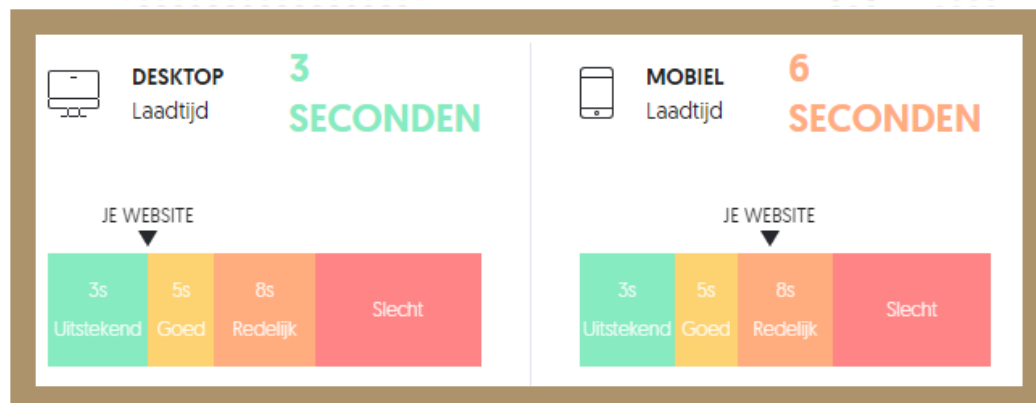 DESKTOP
Laadtijd
3
SECONDEN
JE WEBSITE
3s
Uitstekend
5s
Goed
8s
Redelijk
Slecht
MOBIEL
Laadtijd
6
SECONDEN
JE WEBSITE
3s
Uitstekend
5s
Goed
8s
Redelijk
Slecht